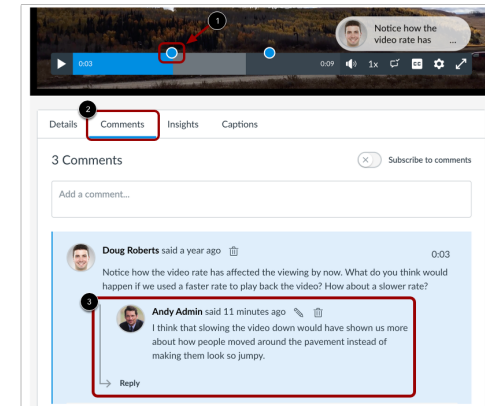 1
Notice how the
video rate has ...
0:03
0:09
1x
CC
2
Details
Comments
Insights
Captions
3 Comments
Subscribe to comments
Add a comment...
Doug Roberts said a year ago
0:03
Notice how the video rate has affected the viewing by now. What do you think would
happen if we used a faster rate to play back the video? How about a slower rate?
3
Andy Admin said 11 minutes ago
I think that slowing the video down would have shown us more
about how people moved around the pavement instead of
making them look so jumpy.
Reply